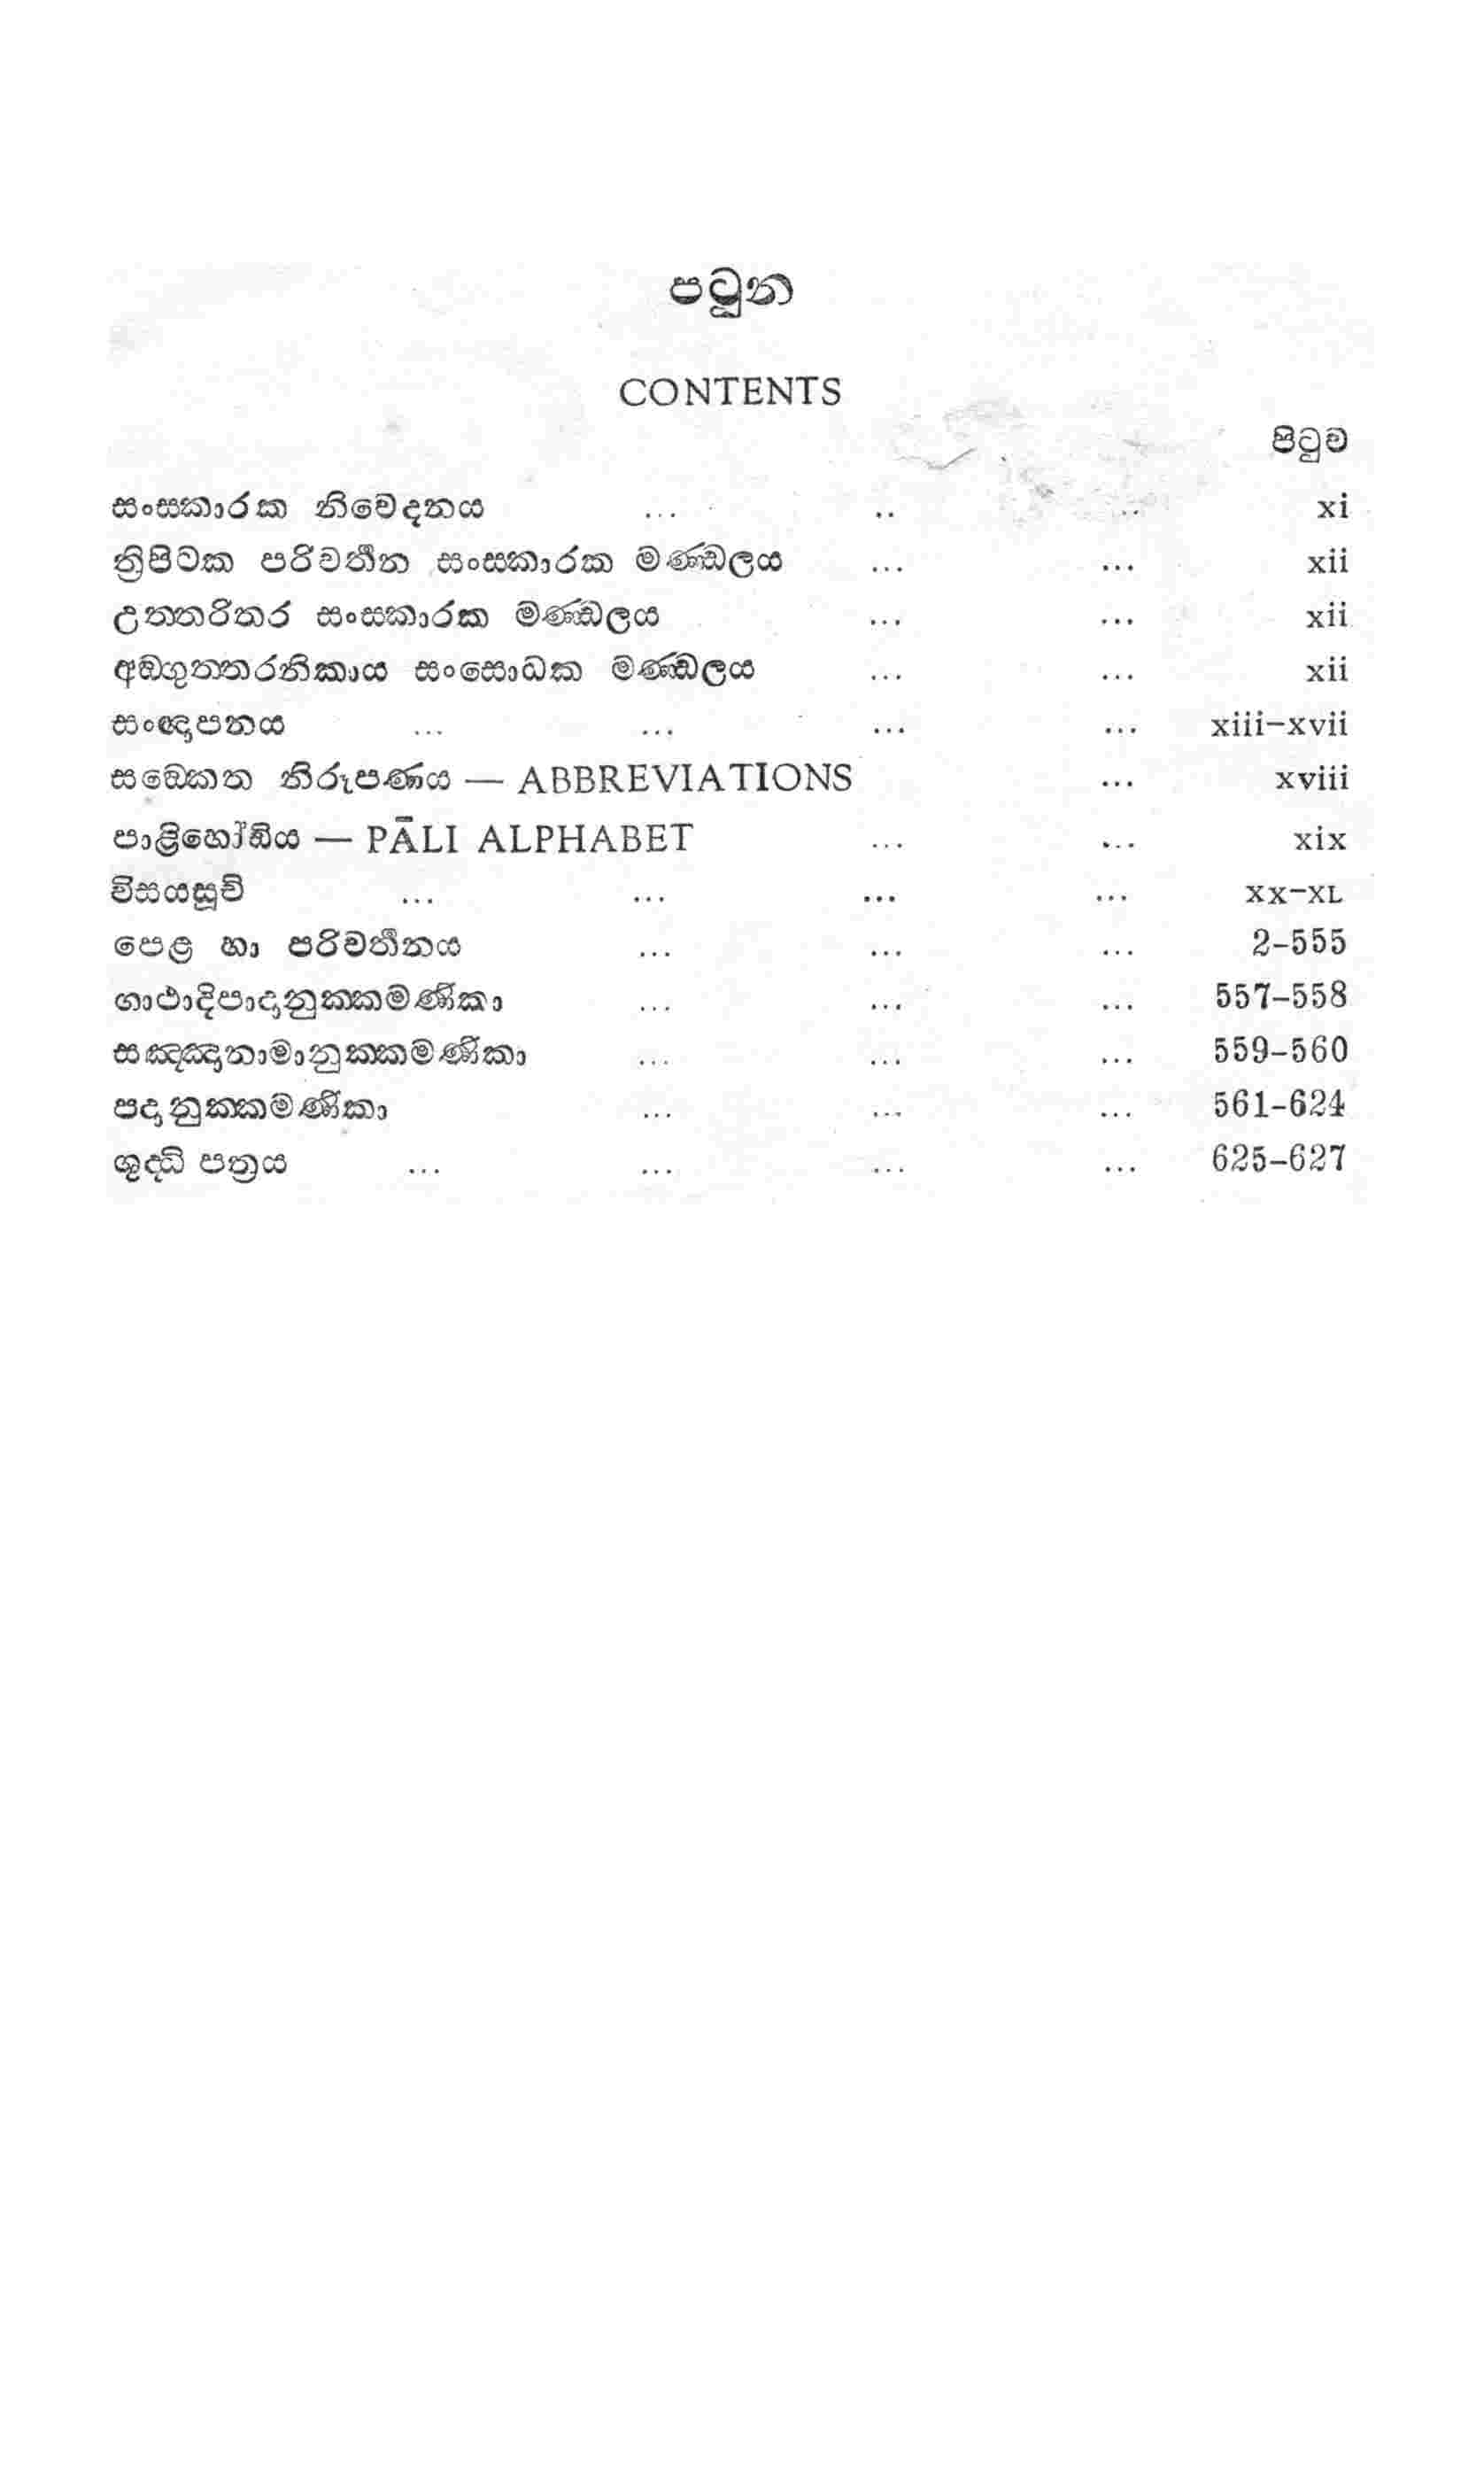 පටුන
CONTENTS
පිටුව
සංසකාරක නිවෙදනය ... .. .. xi
ත්‍රිපිටක පරිවර්තන සංසකාරක මණ්ඩලය ... ... xii
උත්තරීතර සංසකාරක මණ්ඩලය ... ... xii
අඞ්ගුත්තරනිකාය සංසොධක මණ්ඩලය ... ... xii
සංඥාපනය ... ... ... ... xiii–xvii
සඞ්කෙත නිරූපණය — ABBREVIATIONS ... xviii
පාළිහෝඩිය — PĀLI ALPHABET ... ... xix
විසයසූචි ... ... ... ... xx–XL
පෙළ හා පරිවර්තනය ... ... ... 2–555
ගාථාදිපාදානුක්කමණිකා ... ... ... 557–558
සඤ්ඤානාමානුක්කමණිකා ... ... ... 559–560
පදානුක්කමණිකා ... ... ... 561–624
ශුද්ධි පත්‍රය ... ... ... ... 625–627